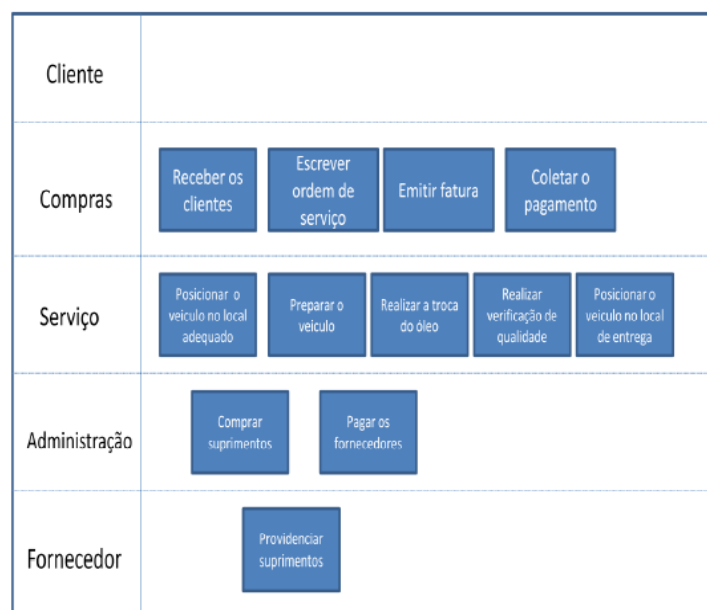 Cliente
Compras
Receber os
clientes
Escrever
ordem de
serviço
Emitir fatura
Coletar o
pagamento
Serviço
Posicionar o
veículo no local
adequado
Preparar o
veiculo
Realizar a troca
do óleo
Realizar
verificação de
qualidade
Posicionar o
veículo no local
de entrega
Administração
Comprar
suprimentos
Pagar os
fornecedores
Fornecedor
Providenciar
suprimentos